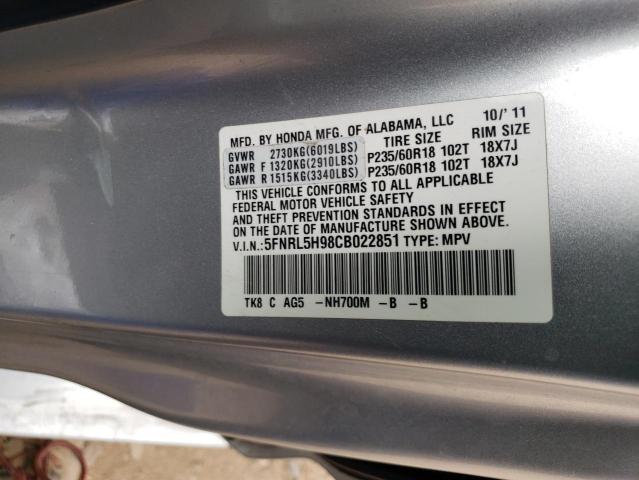 MFD. BY HONDA MFG. OF ALABAMA, LLC 10/'11
TIRE SIZE RIM SIZE
GVWR 2730KG(6019LBS)
GAWR F 1320KG(2910LBS) P235/60R18 102T 18X7J
GAWR R 1515KG(3340LBS) P235/60R18 102T 18X7J
THIS VEHICLE CONFORMS TO ALL APPLICABLE
FEDERAL MOTOR VEHICLE SAFETY
AND THEFT PREVENTION STANDARDS IN EFFECT
ON THE DATE OF MANUFACTURE SHOWN ABOVE.
V.I.N.:5FNRL5H98CB022851 TYPE: MPV
TK8 C AG5 -NH700M -B -B